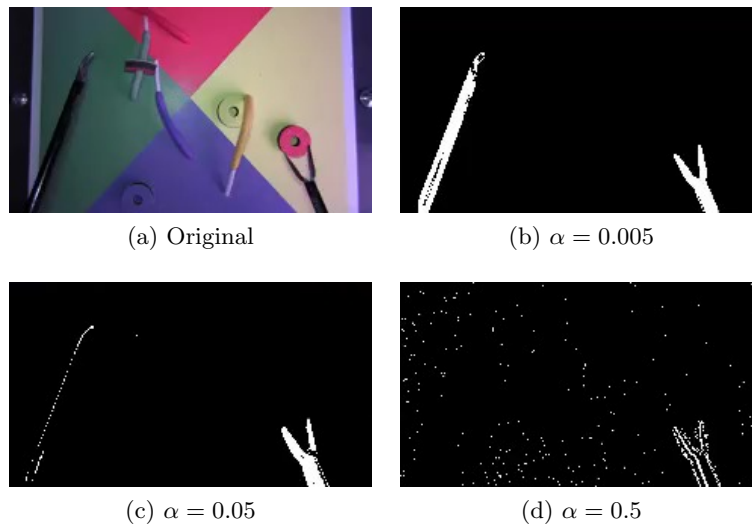 (a) Original
(b) α = 0.005
(c) α = 0.05
(d) α = 0.5